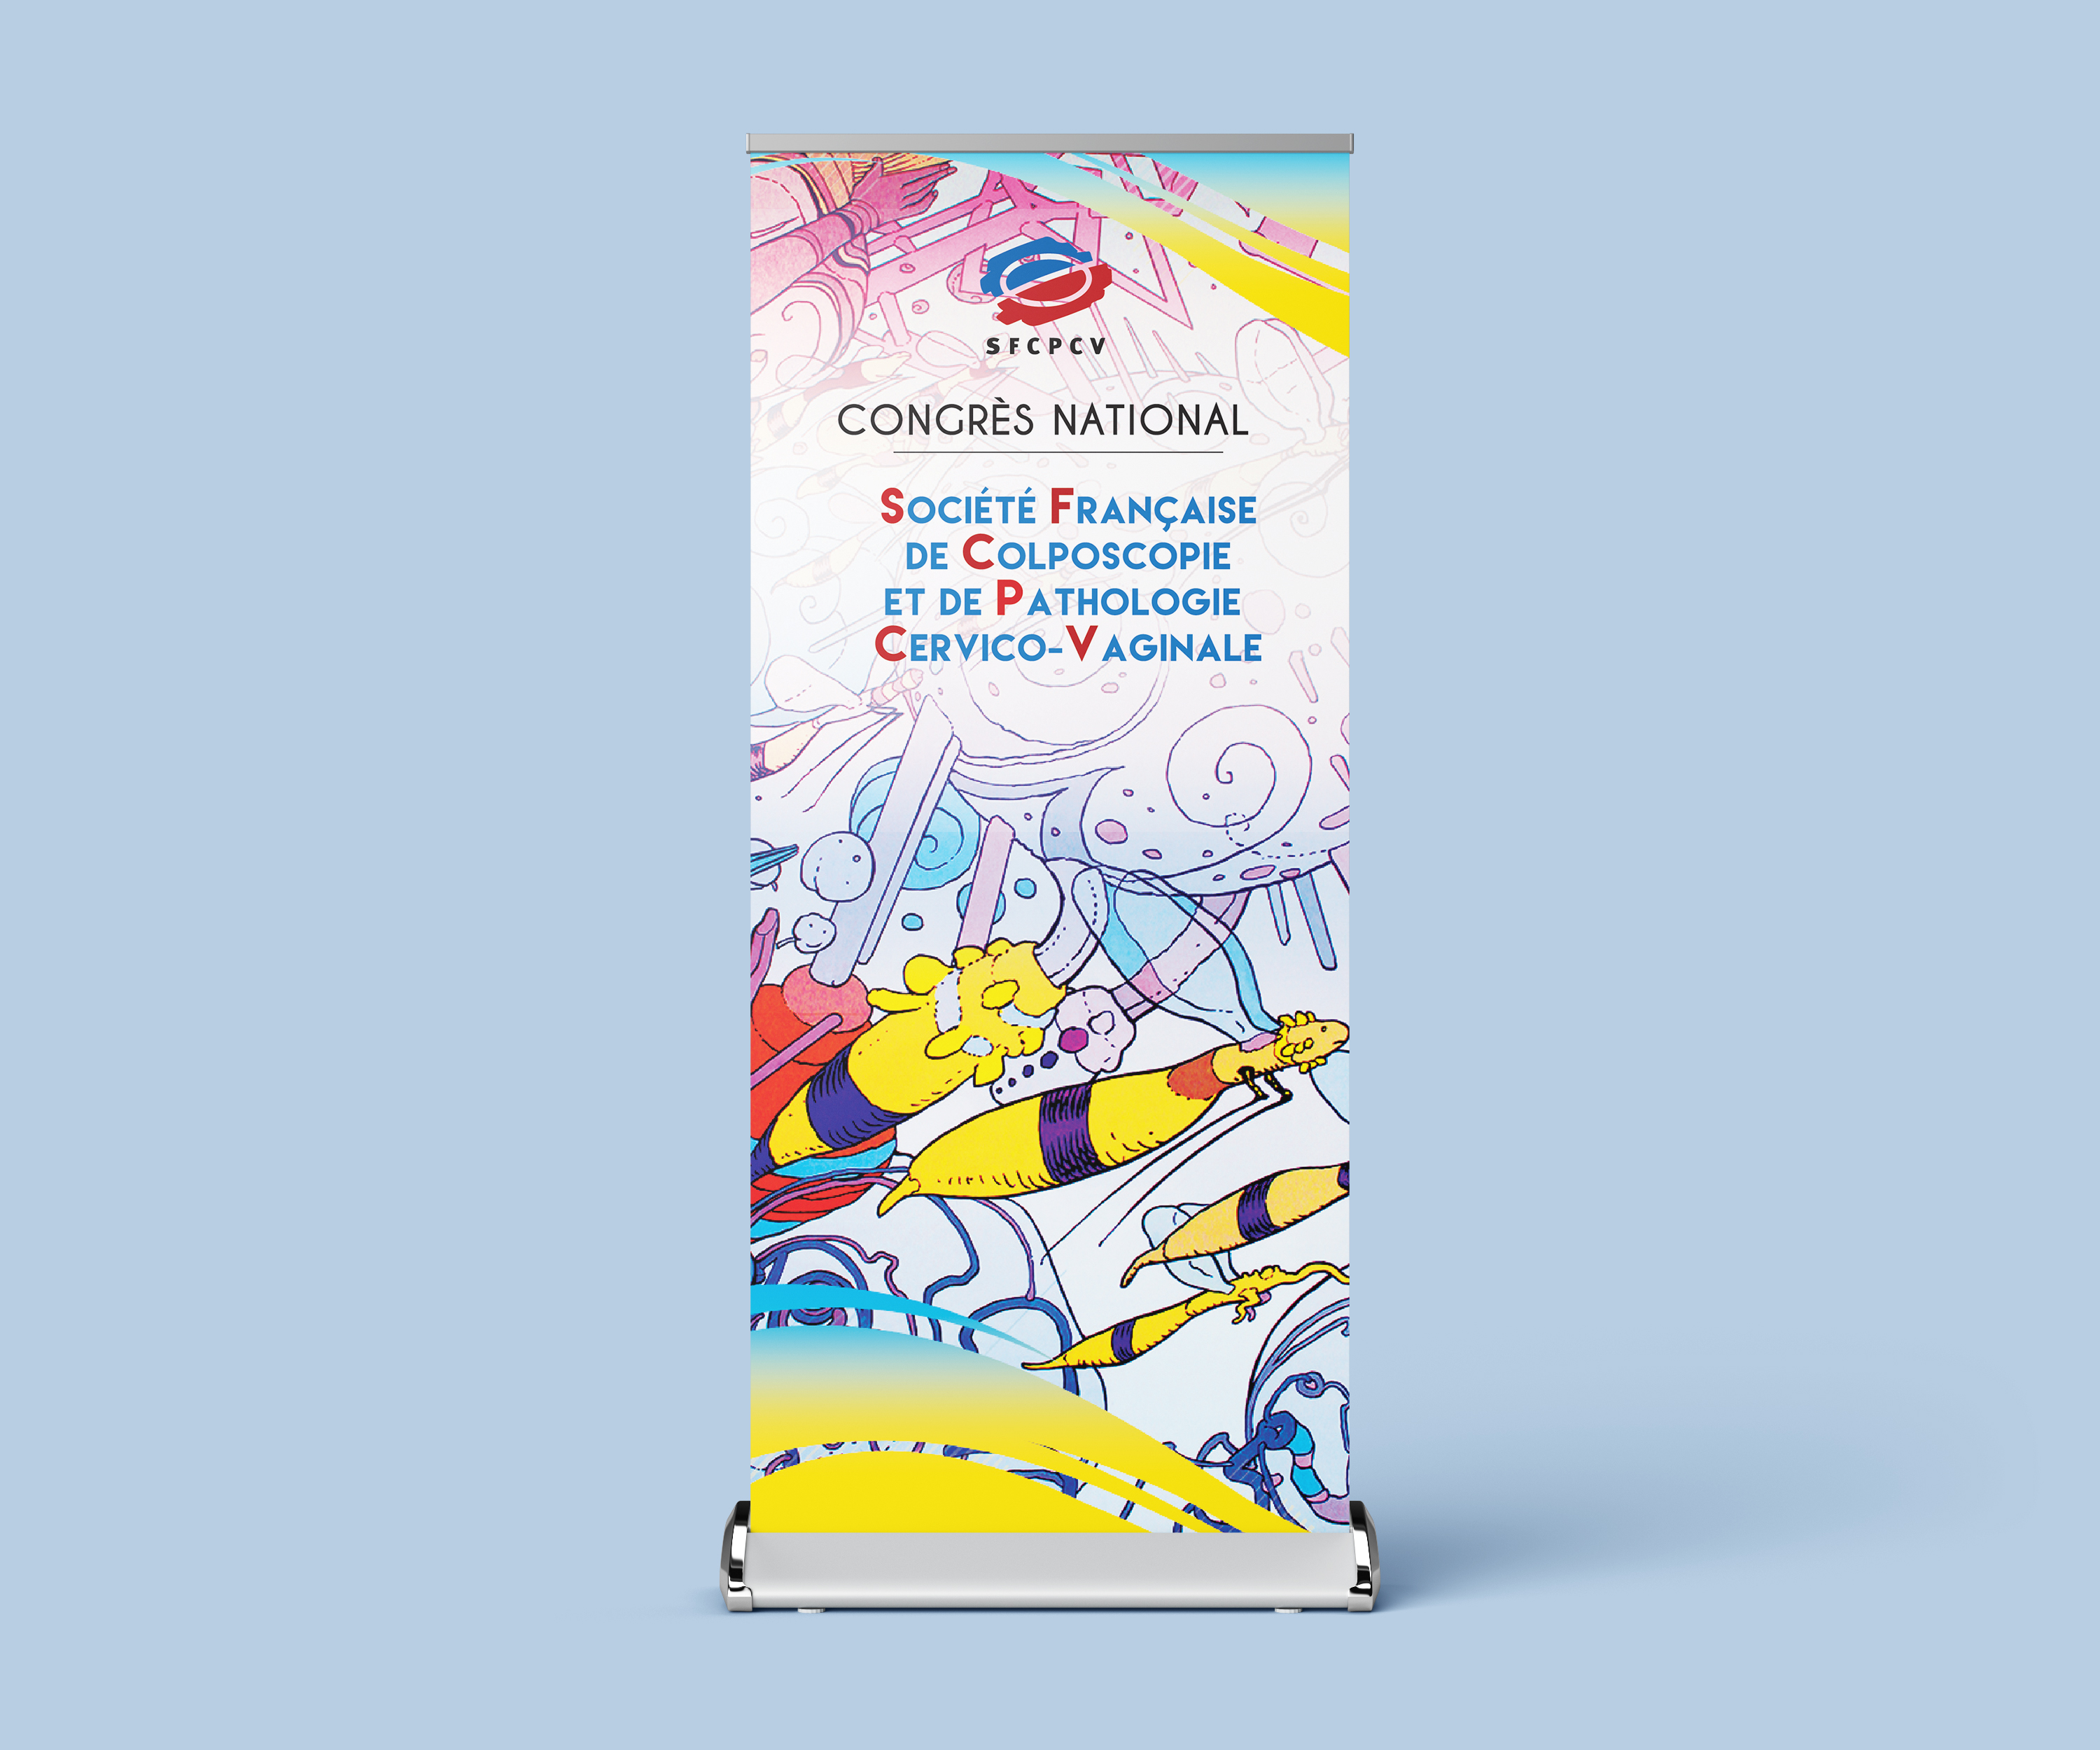 SFCPCV
CONGRÈS NATIONAL
SOCIÉTÉ FRANÇAISE
DE COLPOSCOPIE
ET DE PATHOLOGIE
CERVICO-VAGINALE